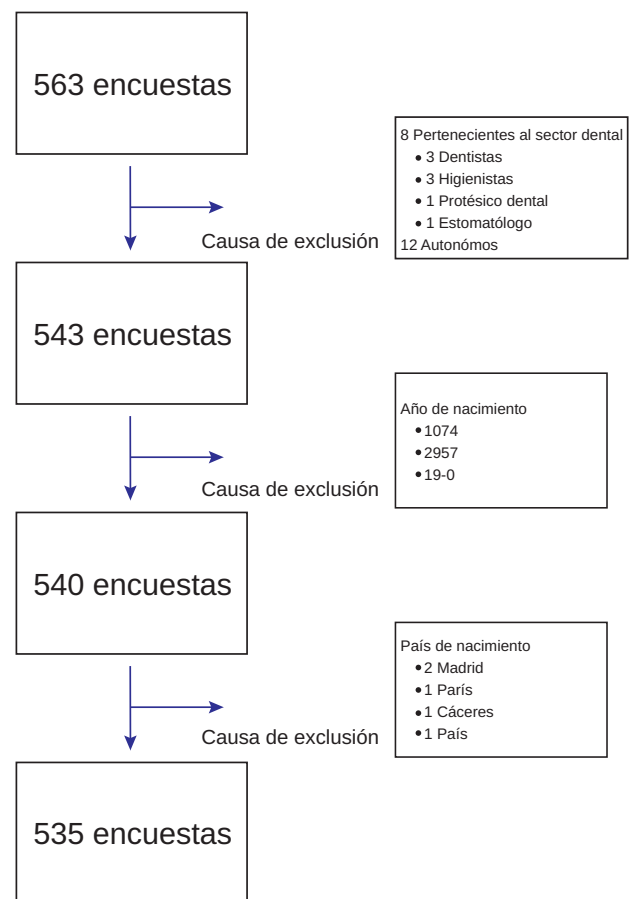 563 encuestas
8 Pertenecientes al sector dental
• 3 Dentistas
• 3 Higienistas
• 1 Protésico dental
• 1 Estomatólogo
12 Autonómos
Causa de exclusión
543 encuestas
Año de nacimiento
• 1074
• 2957
• 19-0
Causa de exclusión
540 encuestas
País de nacimiento
• 2 Madrid
• 1 París
• 1 Cáceres
• 1 País
Causa de exclusión
535 encuestas